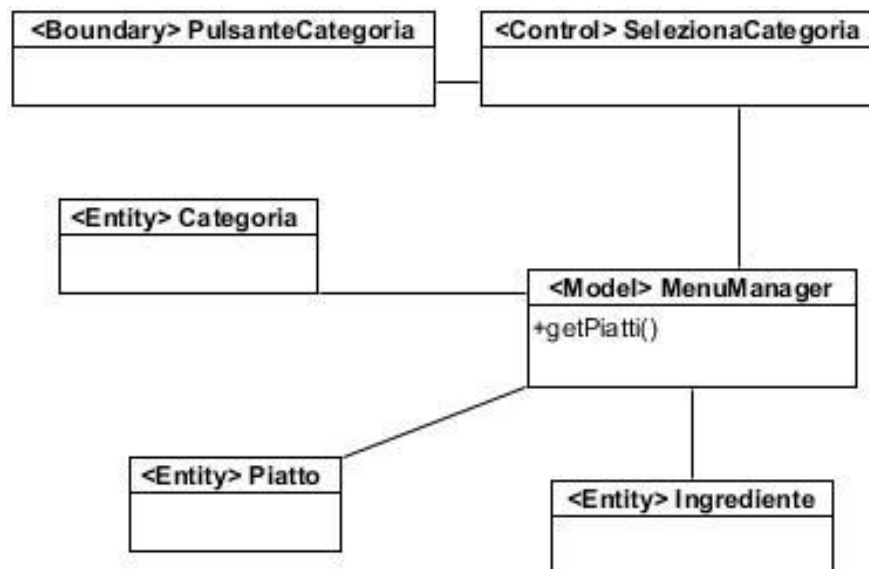 <Boundary> PulsanteCategoria
<Control> SelezionaCategoria
<Entity> Categoria
<Model> MenuManager
+getPiatti()
<Entity> Piatto
<Entity> Ingrediente